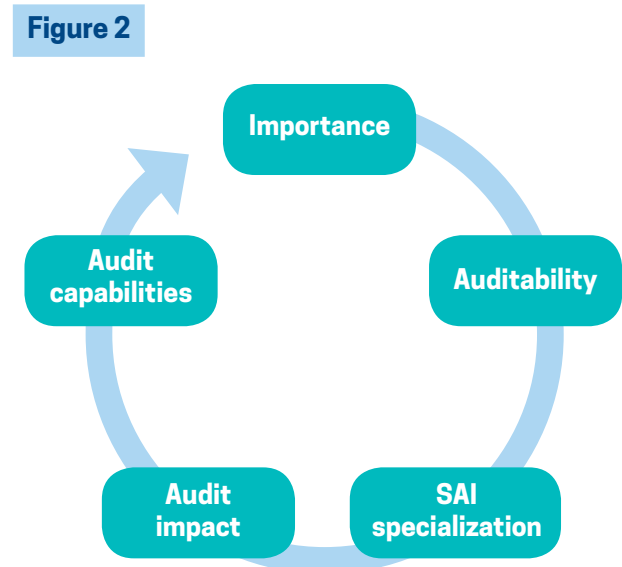 Figure 2
Importance
Auditability
SAI
specialization
Audit
impact
Audit
capabilities